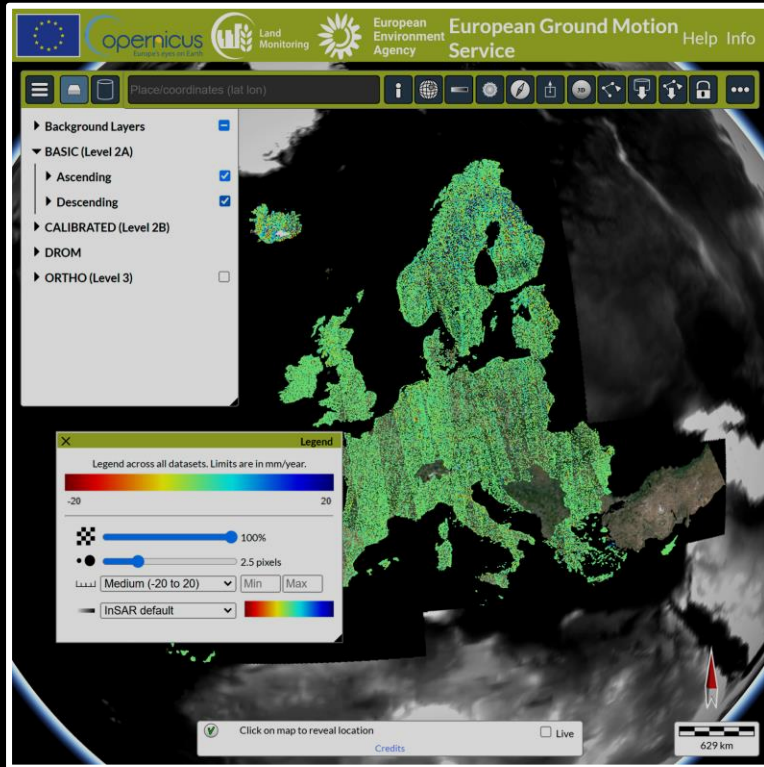 Copernicus
Europe's eyes on Earth
Land
Monitoring
European
Environment
Agency
European Ground Motion
Service
Help Info
Place/coordinates (lat lon)
3D
Background Layers
BASIC (Level 2A)
Ascending
Descending
CALIBRATED (Level 2B)
DROM
ORTHO (Level 3)
Legend
Legend across all datasets. Limits are in mm/year.
-20 20
100%
2.5 pixels
Medium (-20 to 20) Min Max
InSAR default
Click on map to reveal location Live
Credits
629 km